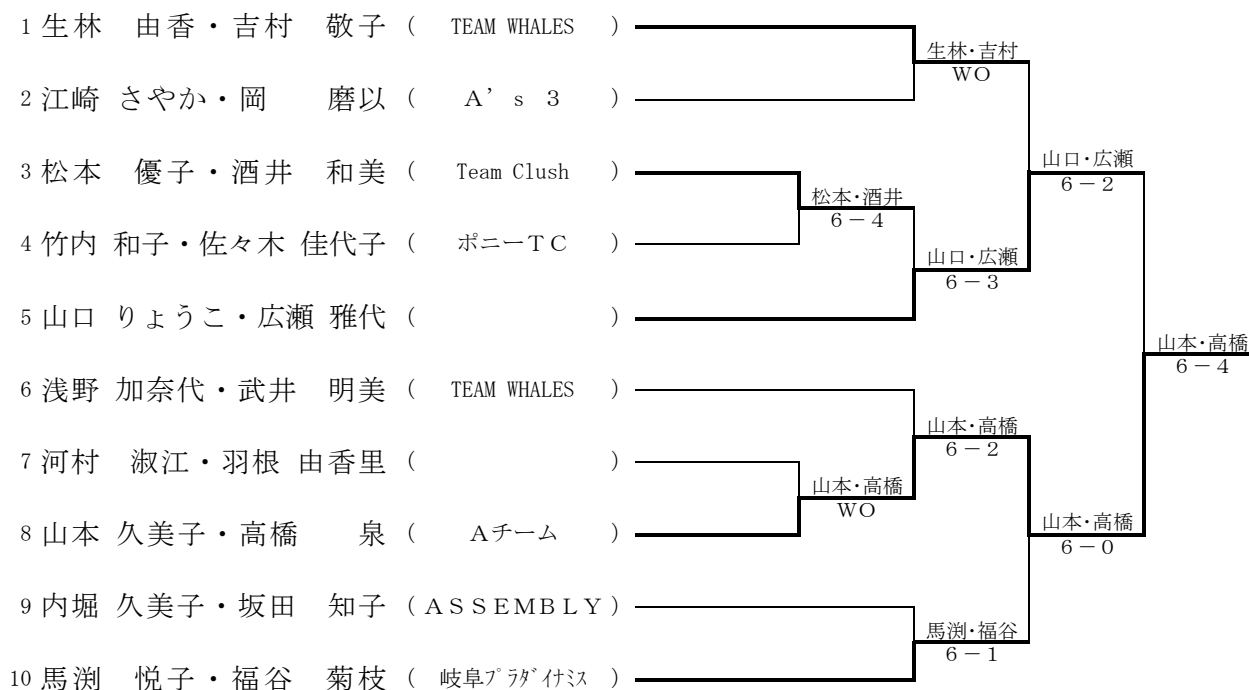 1 生林　由香・吉村　敬子 (　TEAM WHALES　)
生林・吉村
ＷＯ
2 江崎 さやか・岡　　磨以 (　Ａ’ｓ ３　)
3 松本　優子・酒井　和美 (　Team Clush　)
山口・広瀬
６－２
松本・酒井
６－４
4 竹内 和子・佐々木 佳代子 (　ポニーＴＣ　)
山口・広瀬
６－３
5 山口 りょうこ・広瀬 雅代 (　　　)
山本・高橋
６－４
6 浅野 加奈代・武井　明美 (　TEAM WHALES　)
山本・高橋
６－２
7 河村　淑江・羽根 由香里 (　　　)
山本・高橋
ＷＯ
8 山本 久美子・高橋　　泉 (　Ａチーム　)
山本・高橋
６－０
9 内堀 久美子・坂田　知子 (ＡＳＳＥＭＢＬＹ)
馬渕・福谷
６－１
10 馬渕　悦子・福谷　菊枝 (　岐阜ﾌﾟﾗﾀﾞｲﾅﾐｽ　)